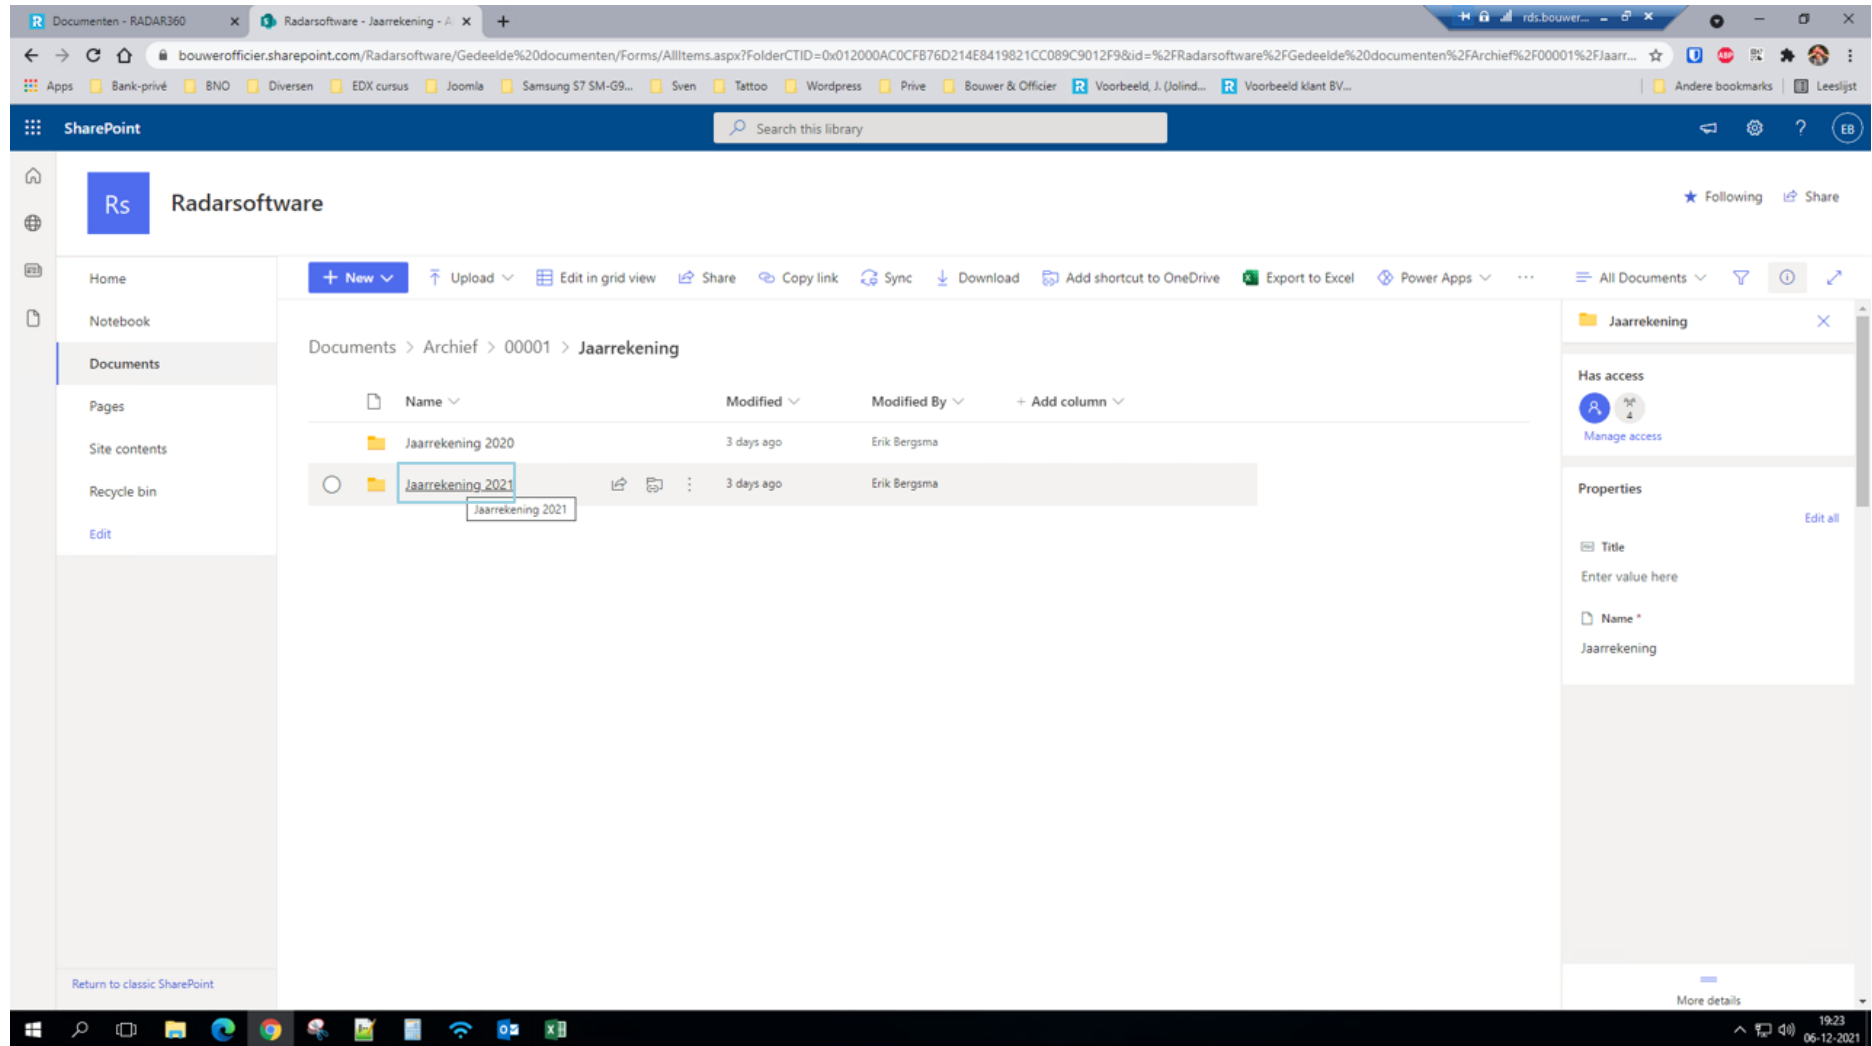 Documenten - RADAR360
Radarsoftware - Jaarrekening - A
rds.bouwer...
bouwerofficier.sharepoint.com/Radarsoftware/Gedeelde%20documenten/Forms/AllItems.aspx?FolderCTID=0x012000AC0CFB76D214E8419821CC089C9012F9&id=%2FRadarsoftware%2FGedeelde%20documenten%2FArchief%2F00001%2FJaarr...
Apps Bank-privé BNO Diversen EDX cursus Joomla Samsung S7 SM-G9... Sven Tattoo Wordpress Prive Bouwer & Officier Voorbeeld, J. (Jolind... Voorbeeld klant BV... Andere bookmarks Leeslijst
SharePoint
Search this library
? EB
Rs Radarsoftware
Following Share
Home
Notebook
Documents
Pages
Site contents
Recycle bin
Edit
Return to classic SharePoint
+ New Upload Edit in grid view Share Copy link Sync Download Add shortcut to OneDrive Export to Excel Power Apps ... All Documents
Documents > Archief > 00001 > Jaarrekening
Name Modified Modified By + Add column
Jaarrekening 2020 3 days ago Erik Bergsma
Jaarrekening 2021 3 days ago Erik Bergsma
Jaarrekening 2021
Jaarrekening
Has access
4
Manage access
Properties
Edit all
Title
Enter value here
Name *
Jaarrekening
More details
19:23
06-12-2021